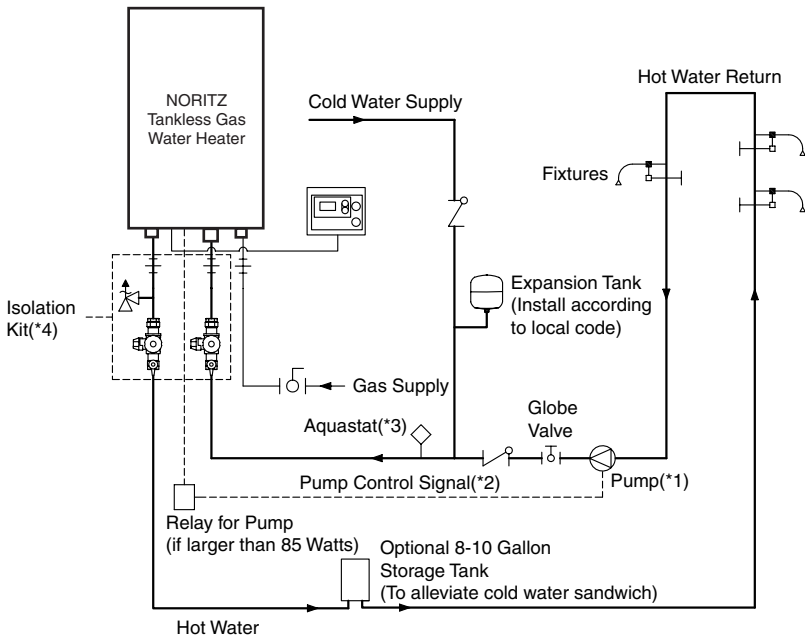 NORITZ
Tankless Gas
Water Heater
Cold Water Supply
Hot Water Return
Fixtures
Isolation
Kit(*4)
Expansion Tank
(Install according
to local code)
Gas Supply
Globe
Valve
Aquastat(*3)
Pump Control Signal(*2)
Pump(*1)
Relay for Pump
(if larger than 85 Watts)
Optional 8-10 Gallon
Storage Tank
(To alleviate cold water sandwich)
Hot Water